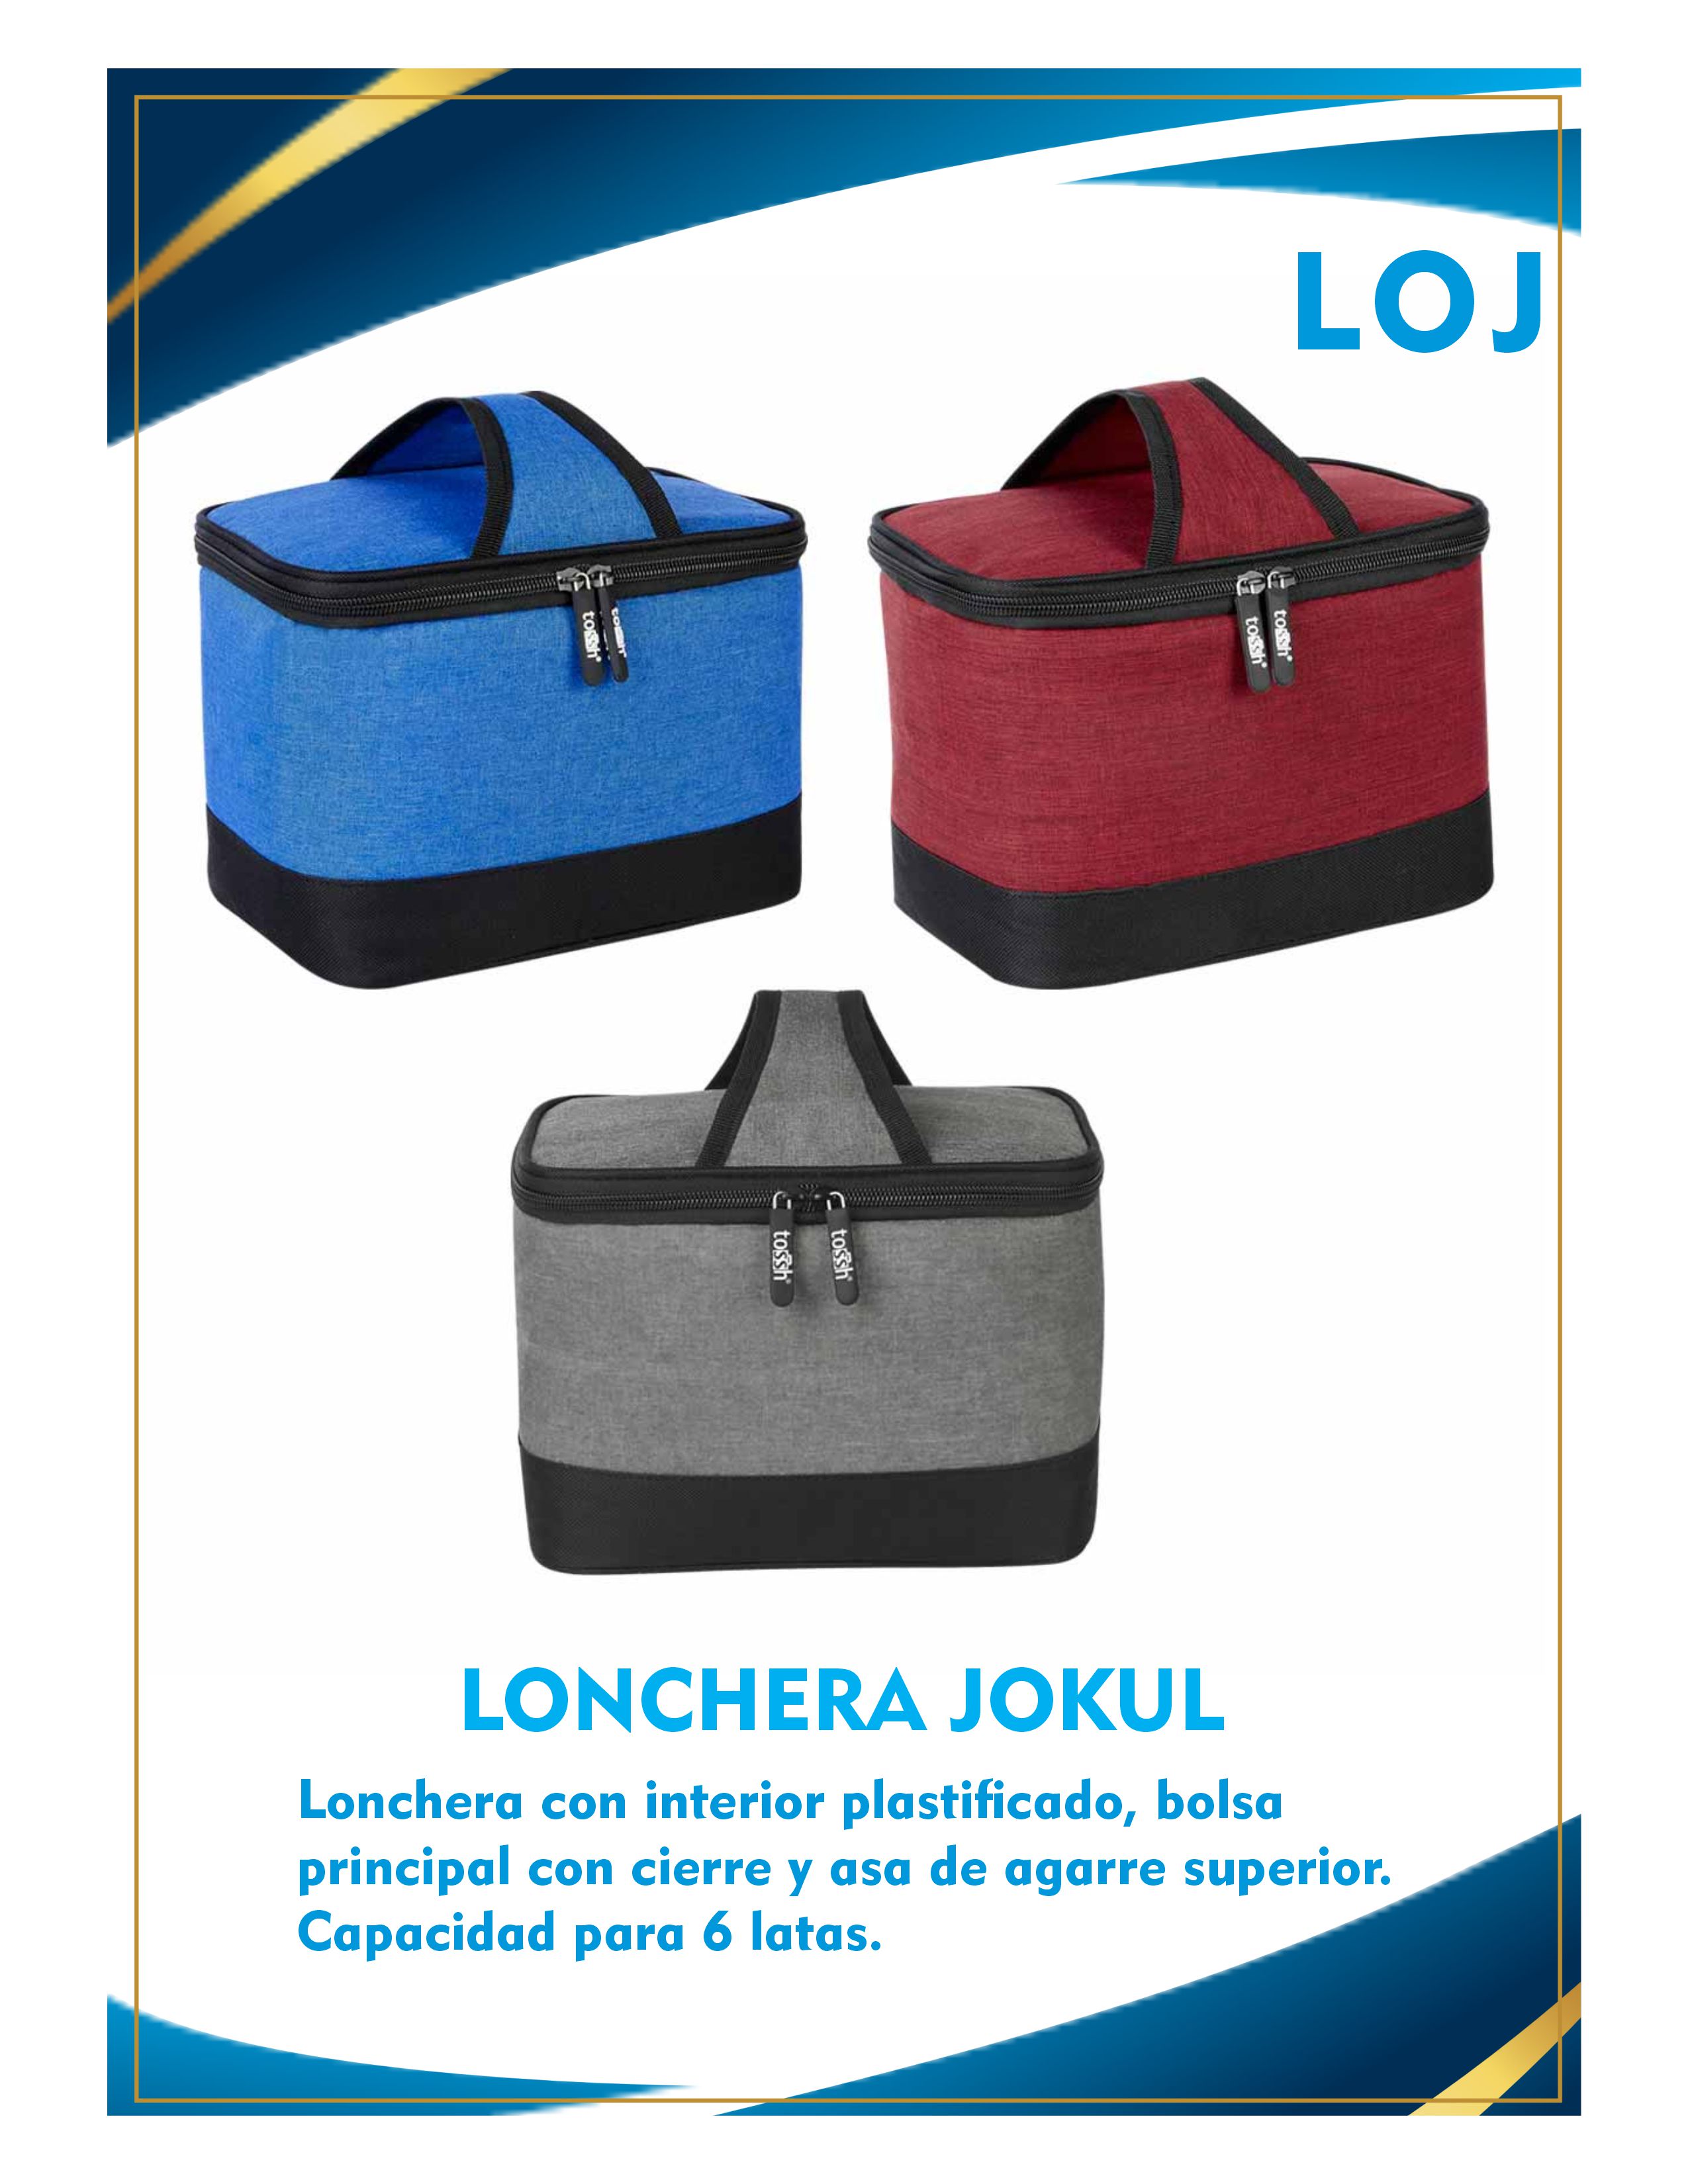 LOJ
tossh®
tossh®
tossh®
tossh®
tossh®
tossh®
LONCHERA JOKUL
Lonchera con interior plastificado, bolsa
principal con cierre y asa de agarre superior.
Capacidad para 6 latas.